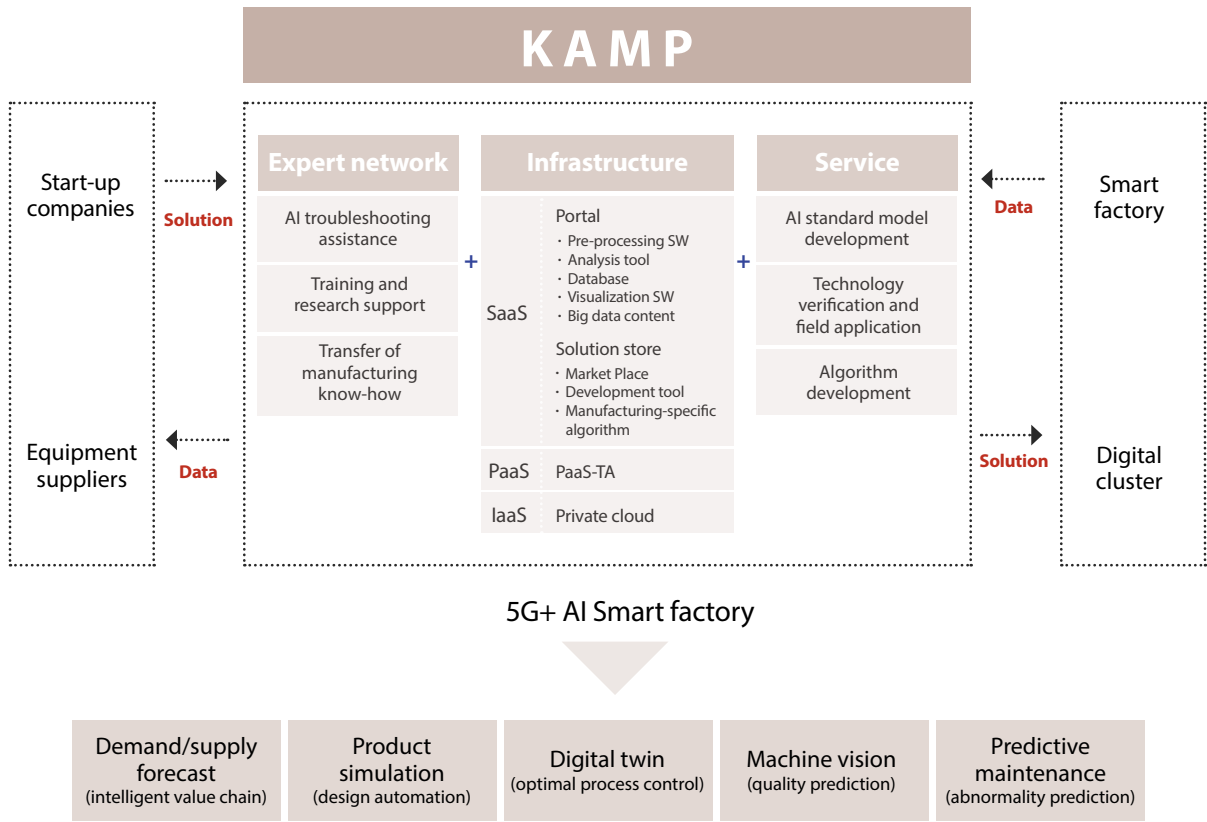 KAMP
Start-up
companies
Solution
Equipment
suppliers
Data
Expert network
AI troubleshooting
assistance
Training and
research support
Transfer of
manufacturing
know-how
+
Infrastructure
SaaS
Portal
· Pre-processing SW
· Analysis tool
· Database
· Visualization SW
· Big data content
Solution store
· Market Place
· Development tool
· Manufacturing-specific
algorithm
PaaS
PaaS-TA
IaaS
Private cloud
+
Service
AI standard model
development
Technology
verification and
field application
Algorithm
development
Data
Smart
factory
Solution
Digital
cluster
5G+ AI Smart factory
Demand/supply
forecast
(intelligent value chain)
Product
simulation
(design automation)
Digital twin
(optimal process control)
Machine vision
(quality prediction)
Predictive
maintenance
(abnormality prediction)